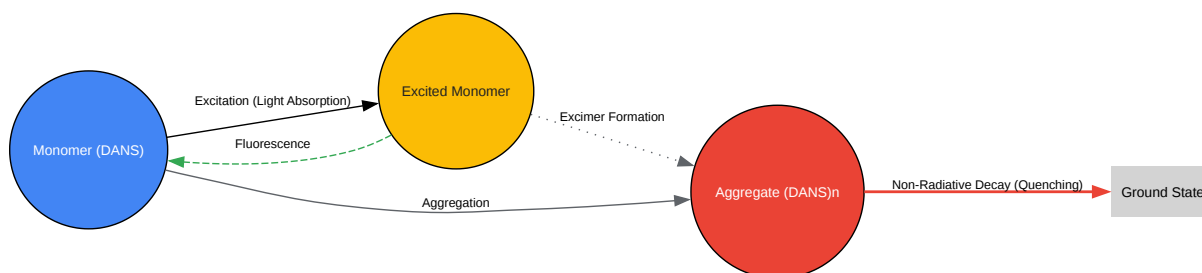 Monomer (DANS)
Excitation (Light Absorption)
Fluorescence
Excited Monomer
Excimer Formation
Aggregation
Aggregate (DANS)n
Non-Radiative Decay (Quenching)
Ground State